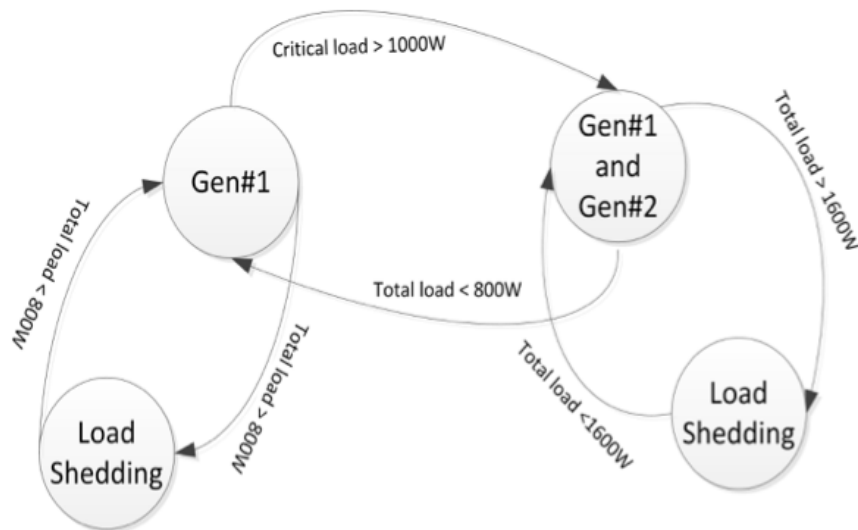 Critical load > 1000W
Gen#1
Gen#1
and
Gen#2
Total load > 1600W
Total load < 800W
Total load < 800W
Total load > 800W
Total load <1600W
Load
Shedding
Load
Shedding